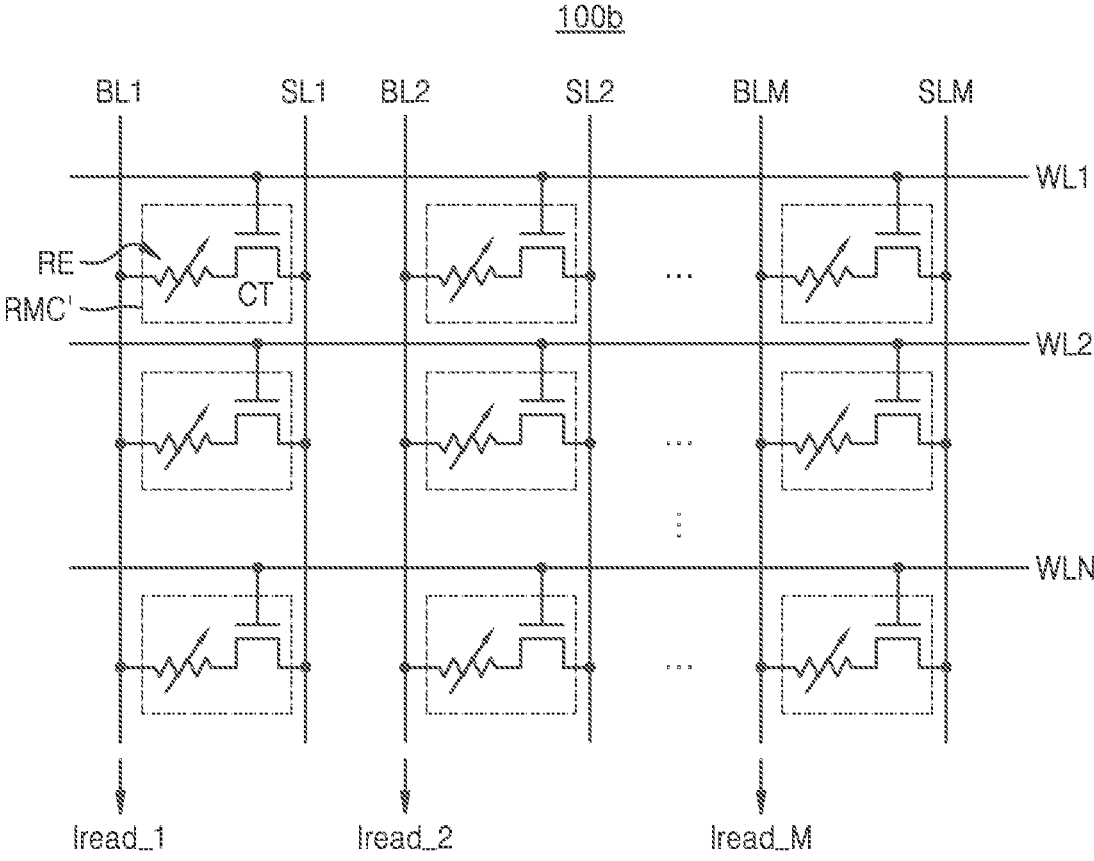 100b
BL1 SL1 BL2 SL2 BLM SLM
WL1
RE
CT
RMC'
...
WL2
...
WLN
...
Iread_1 Iread_2 Iread_M